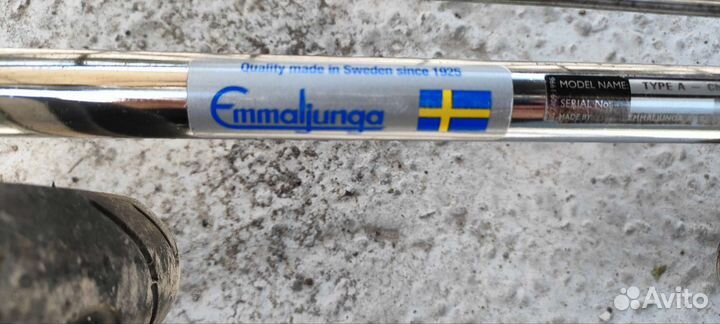 Quality made in Sweden since 1925
Emmaljunga
MODEL NAME TYPE A –
SERIAL No:
MADE BY EMMALJUNGA
Avito